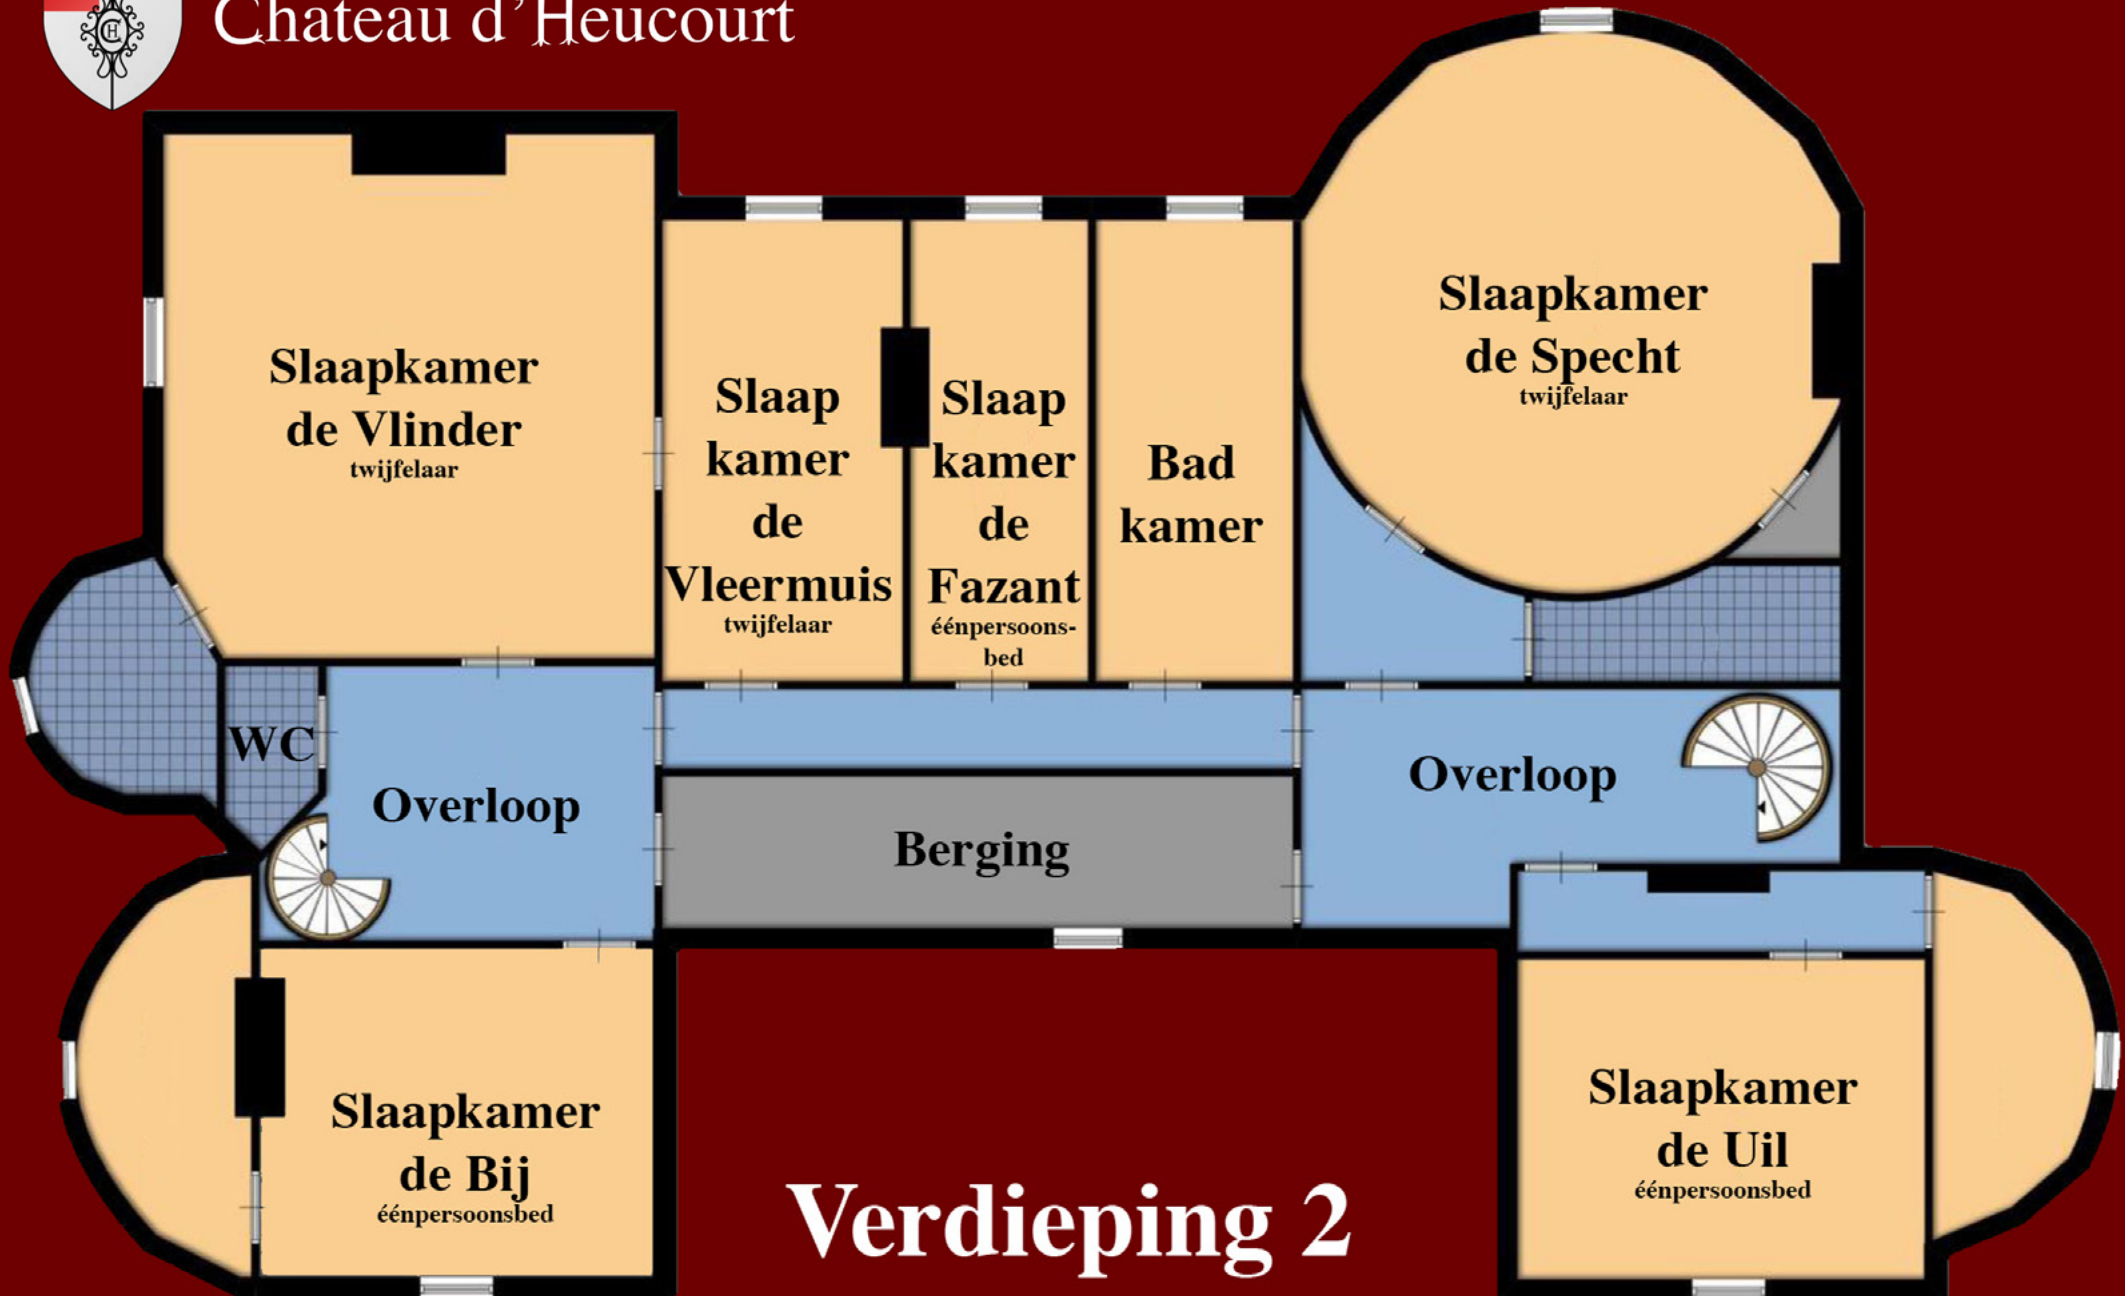 Chateau d'Heucourt
CH
Slaapkamer
de Vlinder
twijfelaar
Slaap
kamer
de
Vleermuis
twijfelaar
Slaap
kamer
de
Fazant
éénpersoons-
bed
Bad
kamer
Slaapkamer
de Specht
twijfelaar
WC
Overloop
Berging
Overloop
Slaapkamer
de Bij
éénpersoonsbed
Slaapkamer
de Uil
éénpersoonsbed
Verdieping 2